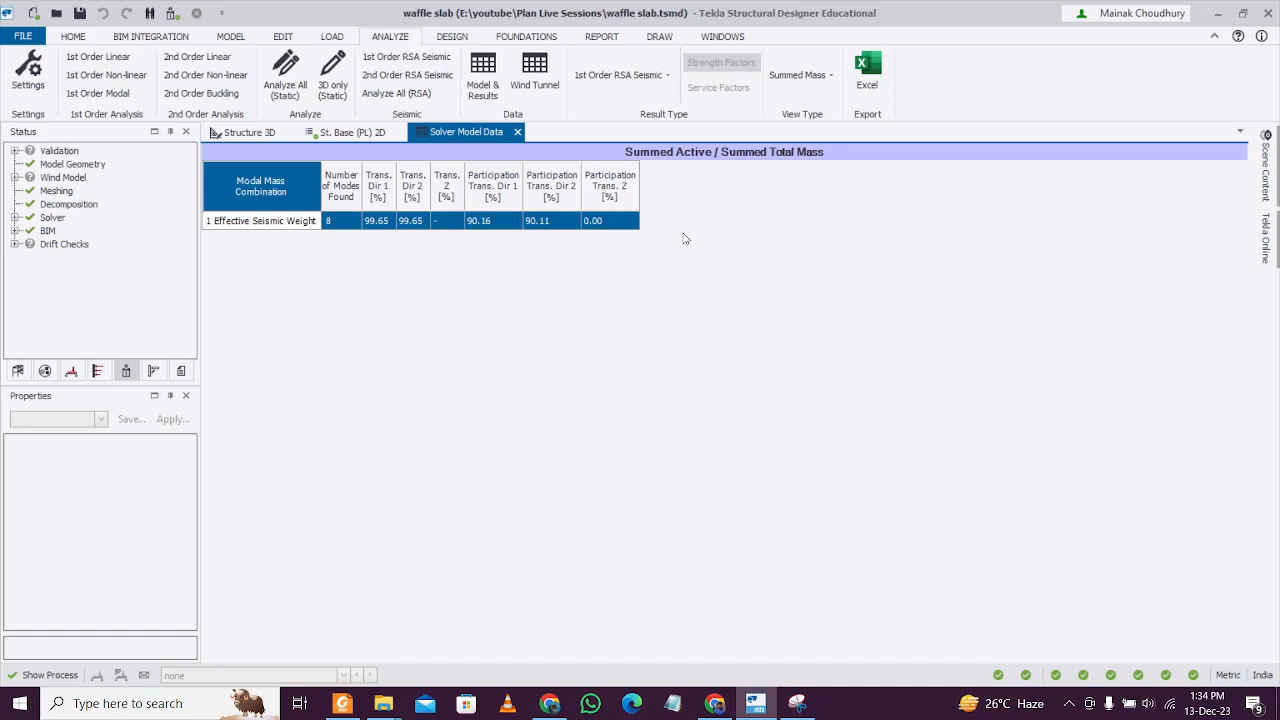 waffle slab (E:\youtube\Plan Live Sessions\waffle slab.tsmd) - Tekla Structural Designer Educational
Mainak Choudhury
FILE HOME BIM INTEGRATION MODEL EDIT LOAD ANALYZE DESIGN FOUNDATIONS REPORT DRAW WINDOWS
Settings
Settings
1st Order Linear
1st Order Non-linear
1st Order Modal
1st Order Analysis
2nd Order Linear
2nd Order Non-linear
2nd Order Buckling
2nd Order Analysis
Analyze All
(Static)
3D only
(Static)
Analyze
1st Order RSA Seismic
2nd Order RSA Seismic
Analyze All (RSA)
Seismic
Model &
Results
Wind Tunnel
Data
1st Order RSA Seismic
Strength Factors
Service Factors
Result Type
Summed Mass
View Type
Excel
Export
Status
Validation
Model Geometry
Wind Model
Meshing
Decomposition
Solver
BIM
Drift Checks
Properties
Save... Apply...
Structure 3D
St. Base (PL) 2D
Solver Model Data
Summed Active / Summed Total Mass
Modal Mass
Combination
Number
of Modes
Found
Trans.
Dir 1
[%]
Trans.
Dir 2
[%]
Trans.
Z
[%]
Participation
Trans. Dir 1
[%]
Participation
Trans. Dir 2
[%]
Participation
Trans. Z
[%]
1 Effective Seismic Weight 8 99.65 99.65 - 90.16 90.11 0.00
Scene Content
Tekla Online
Show Process
none
Metric
India
Type here to search
2022
26°C Haze
ENG
1:34 PM
18-Dec-23